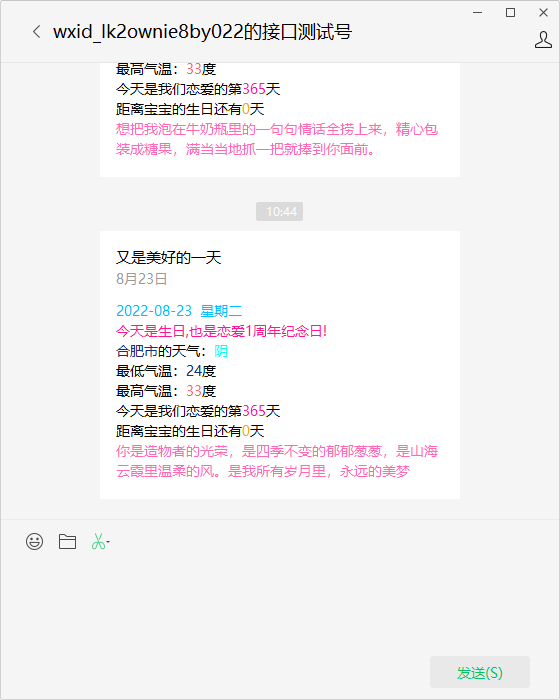 wxid_lk2ownie8by022的接口测试号
最高气温：33度
今天是我们恋爱的第365天
距离宝宝的生日还有0天
想把我泡在牛奶瓶里的一句句情话全捞上来，精心包
装成糖果，满当当地抓一把就捧到你面前。
10:44
又是美好的一天
8月23日
2022-08-23 星期二
今天是生日,也是恋爱1周年纪念日!
合肥市的天气：阴
最低气温：24度
最高气温：33度
今天是我们恋爱的第365天
距离宝宝的生日还有0天
你是造物者的光荣，是四季不变的郁郁葱葱，是山海
云霞里温柔的风。是我所有岁月里，永远的美梦
发送(S)